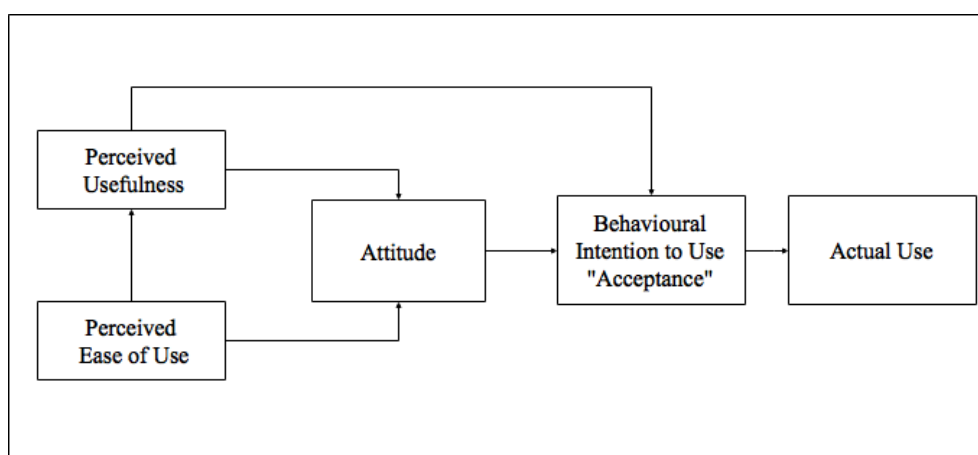 Perceived
Usefulness
Perceived
Ease of Use
Attitude
Behavioural
Intention to Use
"Acceptance"
Actual Use